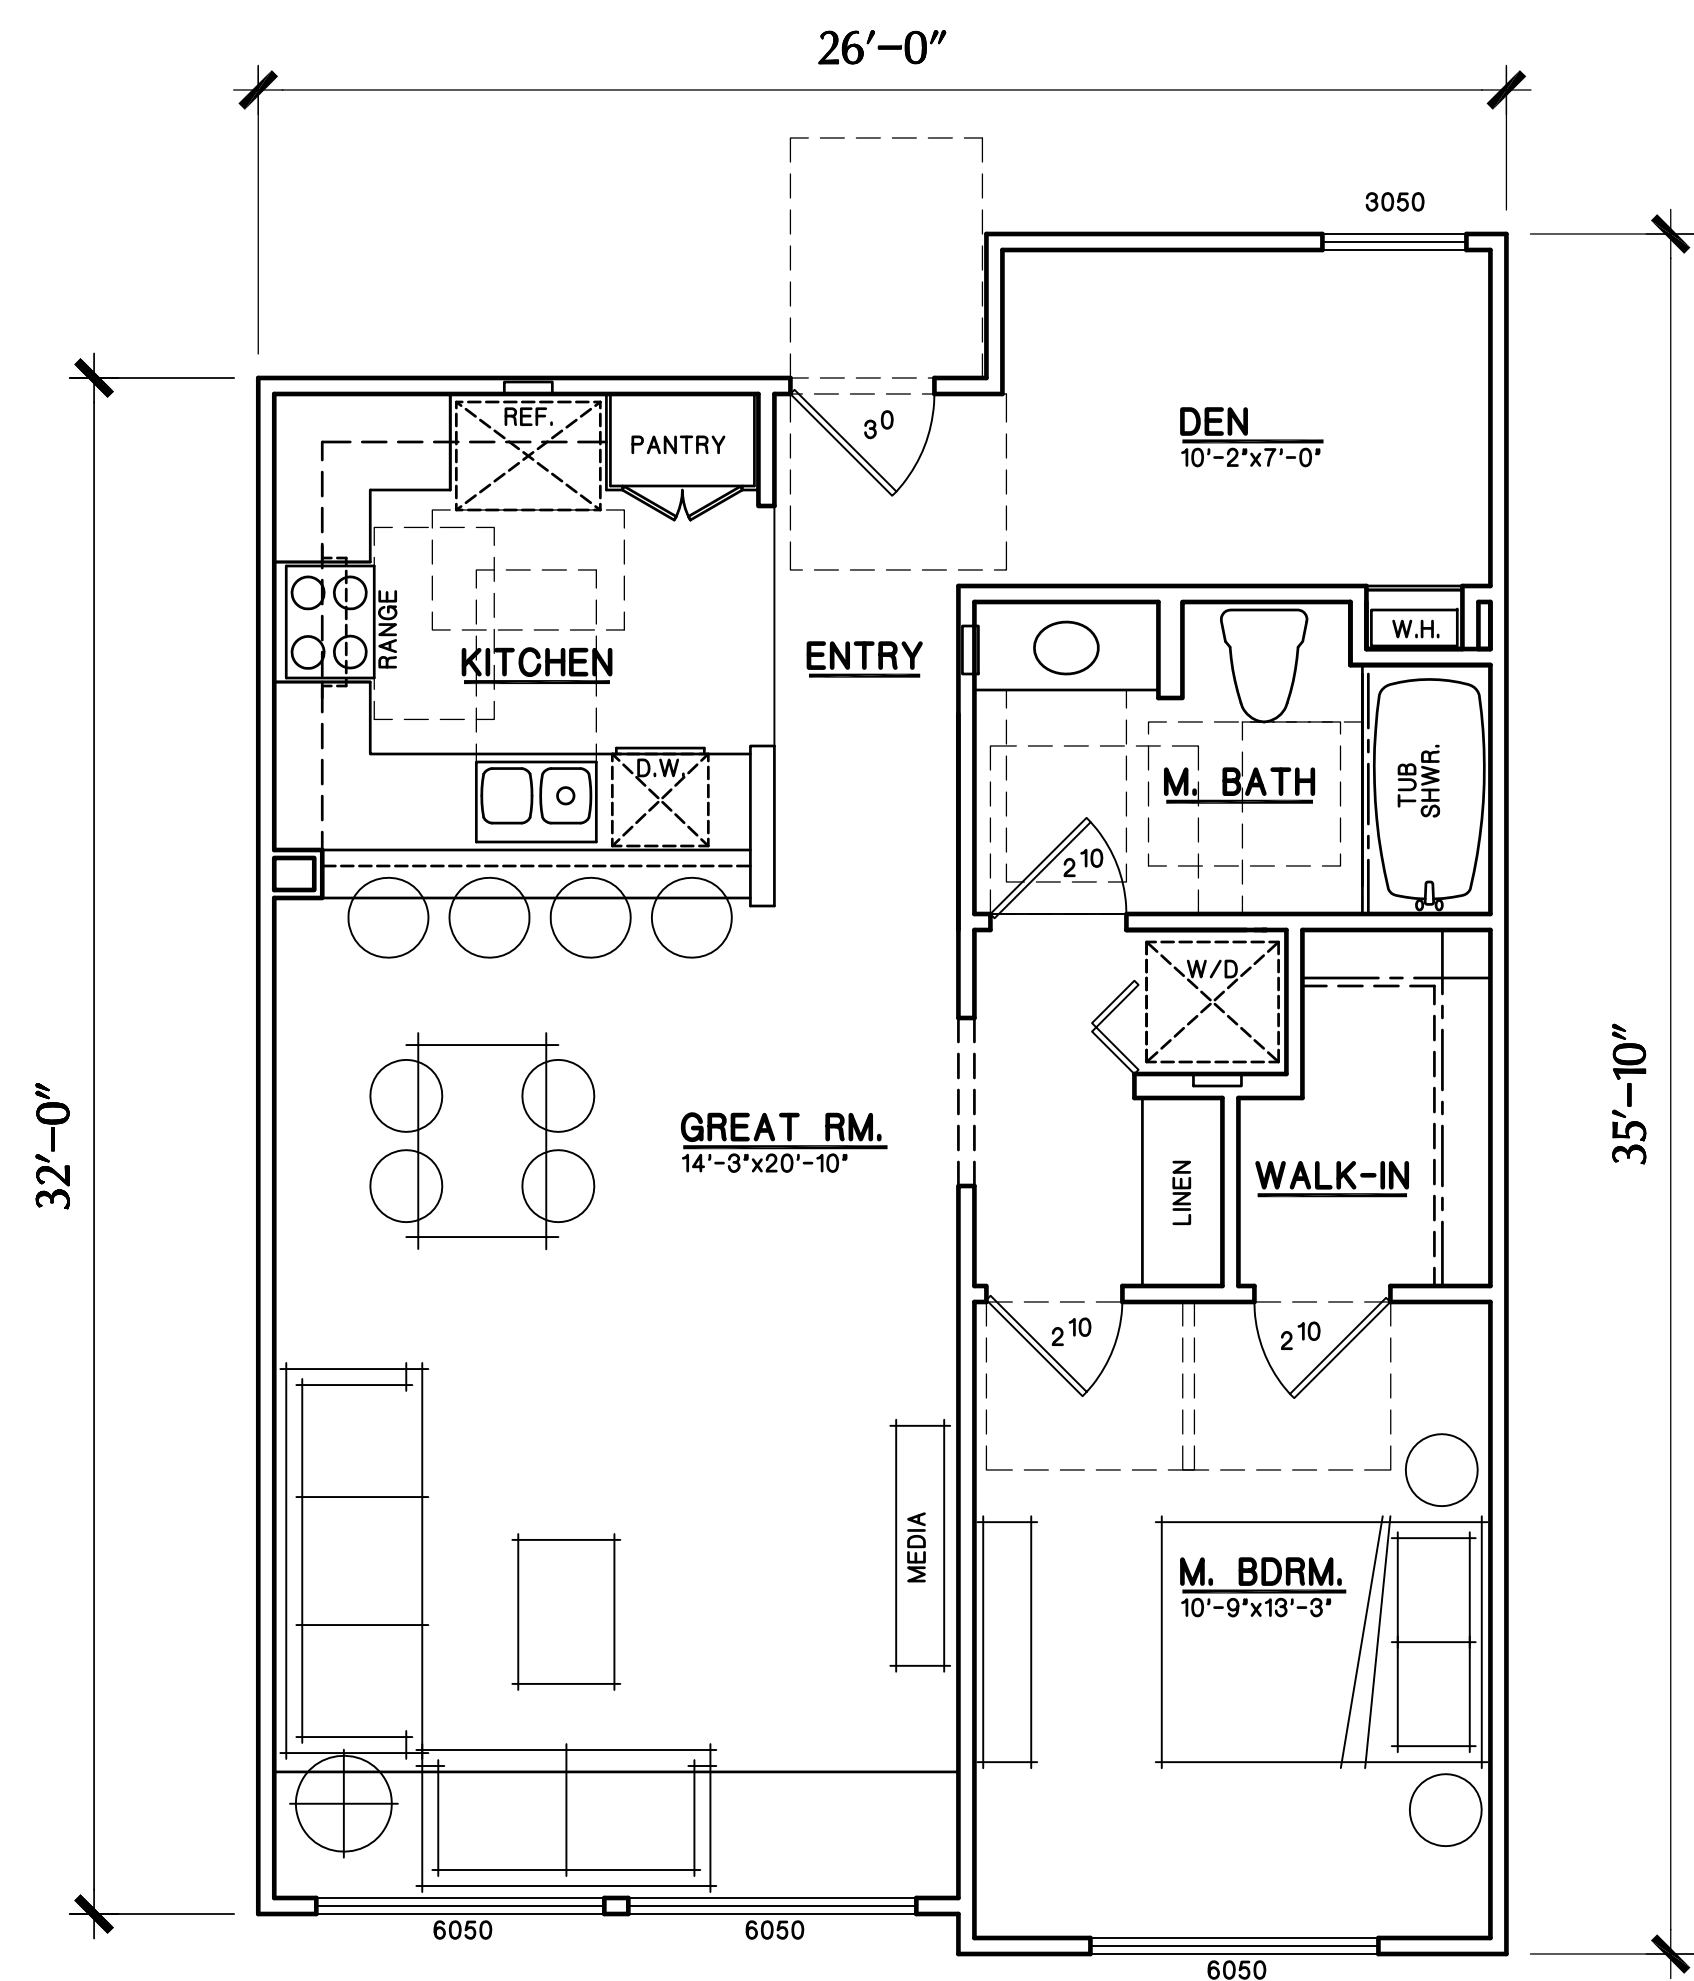 26'-0"
3050
REF.
PANTRY
3⁰
DEN
10'-2"x7'-0"
RANGE
KITCHEN
ENTRY
W.H.
D.W.
M. BATH
TUB
SHWR.
2¹⁰
W/D
32'-0"
35'-10"
GREAT RM.
14'-3"x20'-10"
LINEN
WALK-IN
2¹⁰
2¹⁰
MEDIA
M. BDRM.
10'-9"x13'-3"
6050
6050
6050